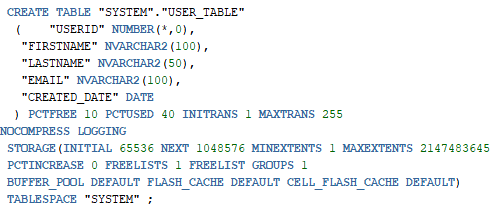 CREATE TABLE "SYSTEM"."USER_TABLE"
( "USERID" NUMBER(*,0),
"FIRSTNAME" NVARCHAR2(100),
"LASTNAME" NVARCHAR2(50),
"EMAIL" NVARCHAR2(100),
"CREATED_DATE" DATE
) PCTFREE 10 PCTUSED 40 INITRANS 1 MAXTRANS 255
NOCOMPRESS LOGGING
STORAGE(INITIAL 65536 NEXT 1048576 MINEXTENTS 1 MAXEXTENTS 2147483645
PCTINCREASE 0 FREELISTS 1 FREELIST GROUPS 1
BUFFER_POOL DEFAULT FLASH_CACHE DEFAULT CELL_FLASH_CACHE DEFAULT)
TABLESPACE "SYSTEM" ;